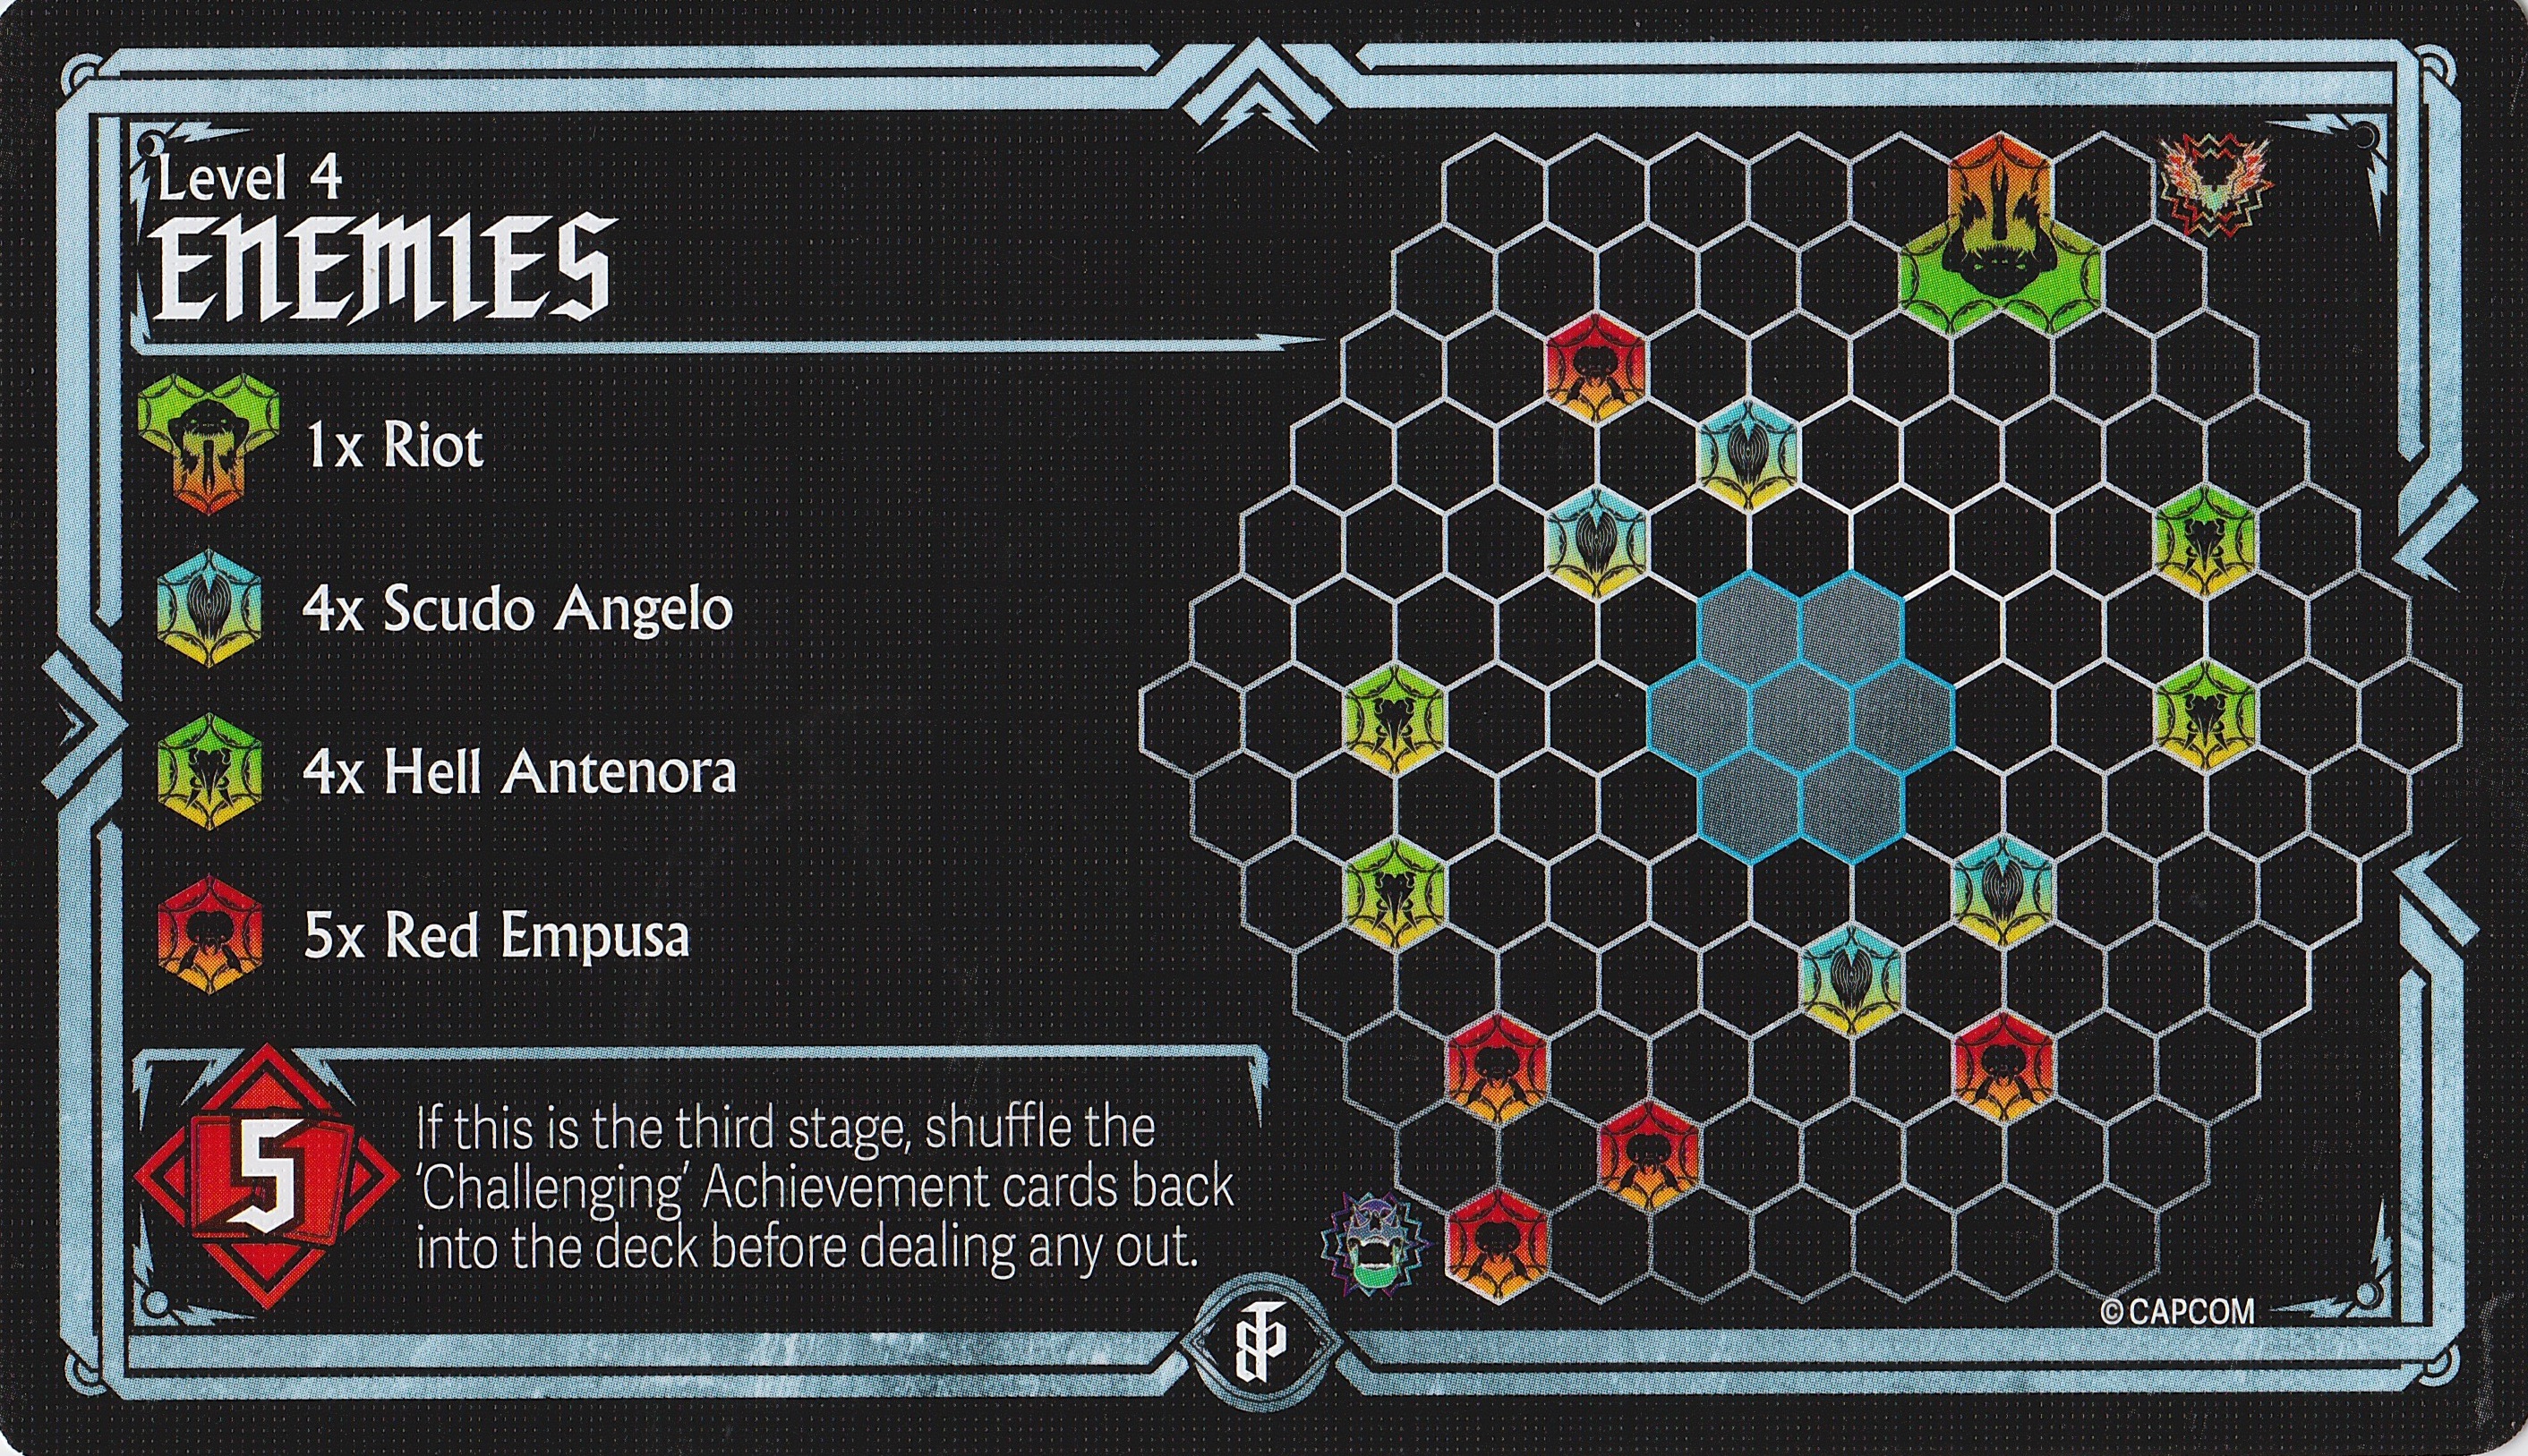 Level 4
ENEMIES
1x Riot
4x Scudo Angelo
4x Hell Antenora
5x Red Empusa
5
If this is the third stage, shuffle the
'Challenging' Achievement cards back
into the deck before dealing any out.
© CAPCOM